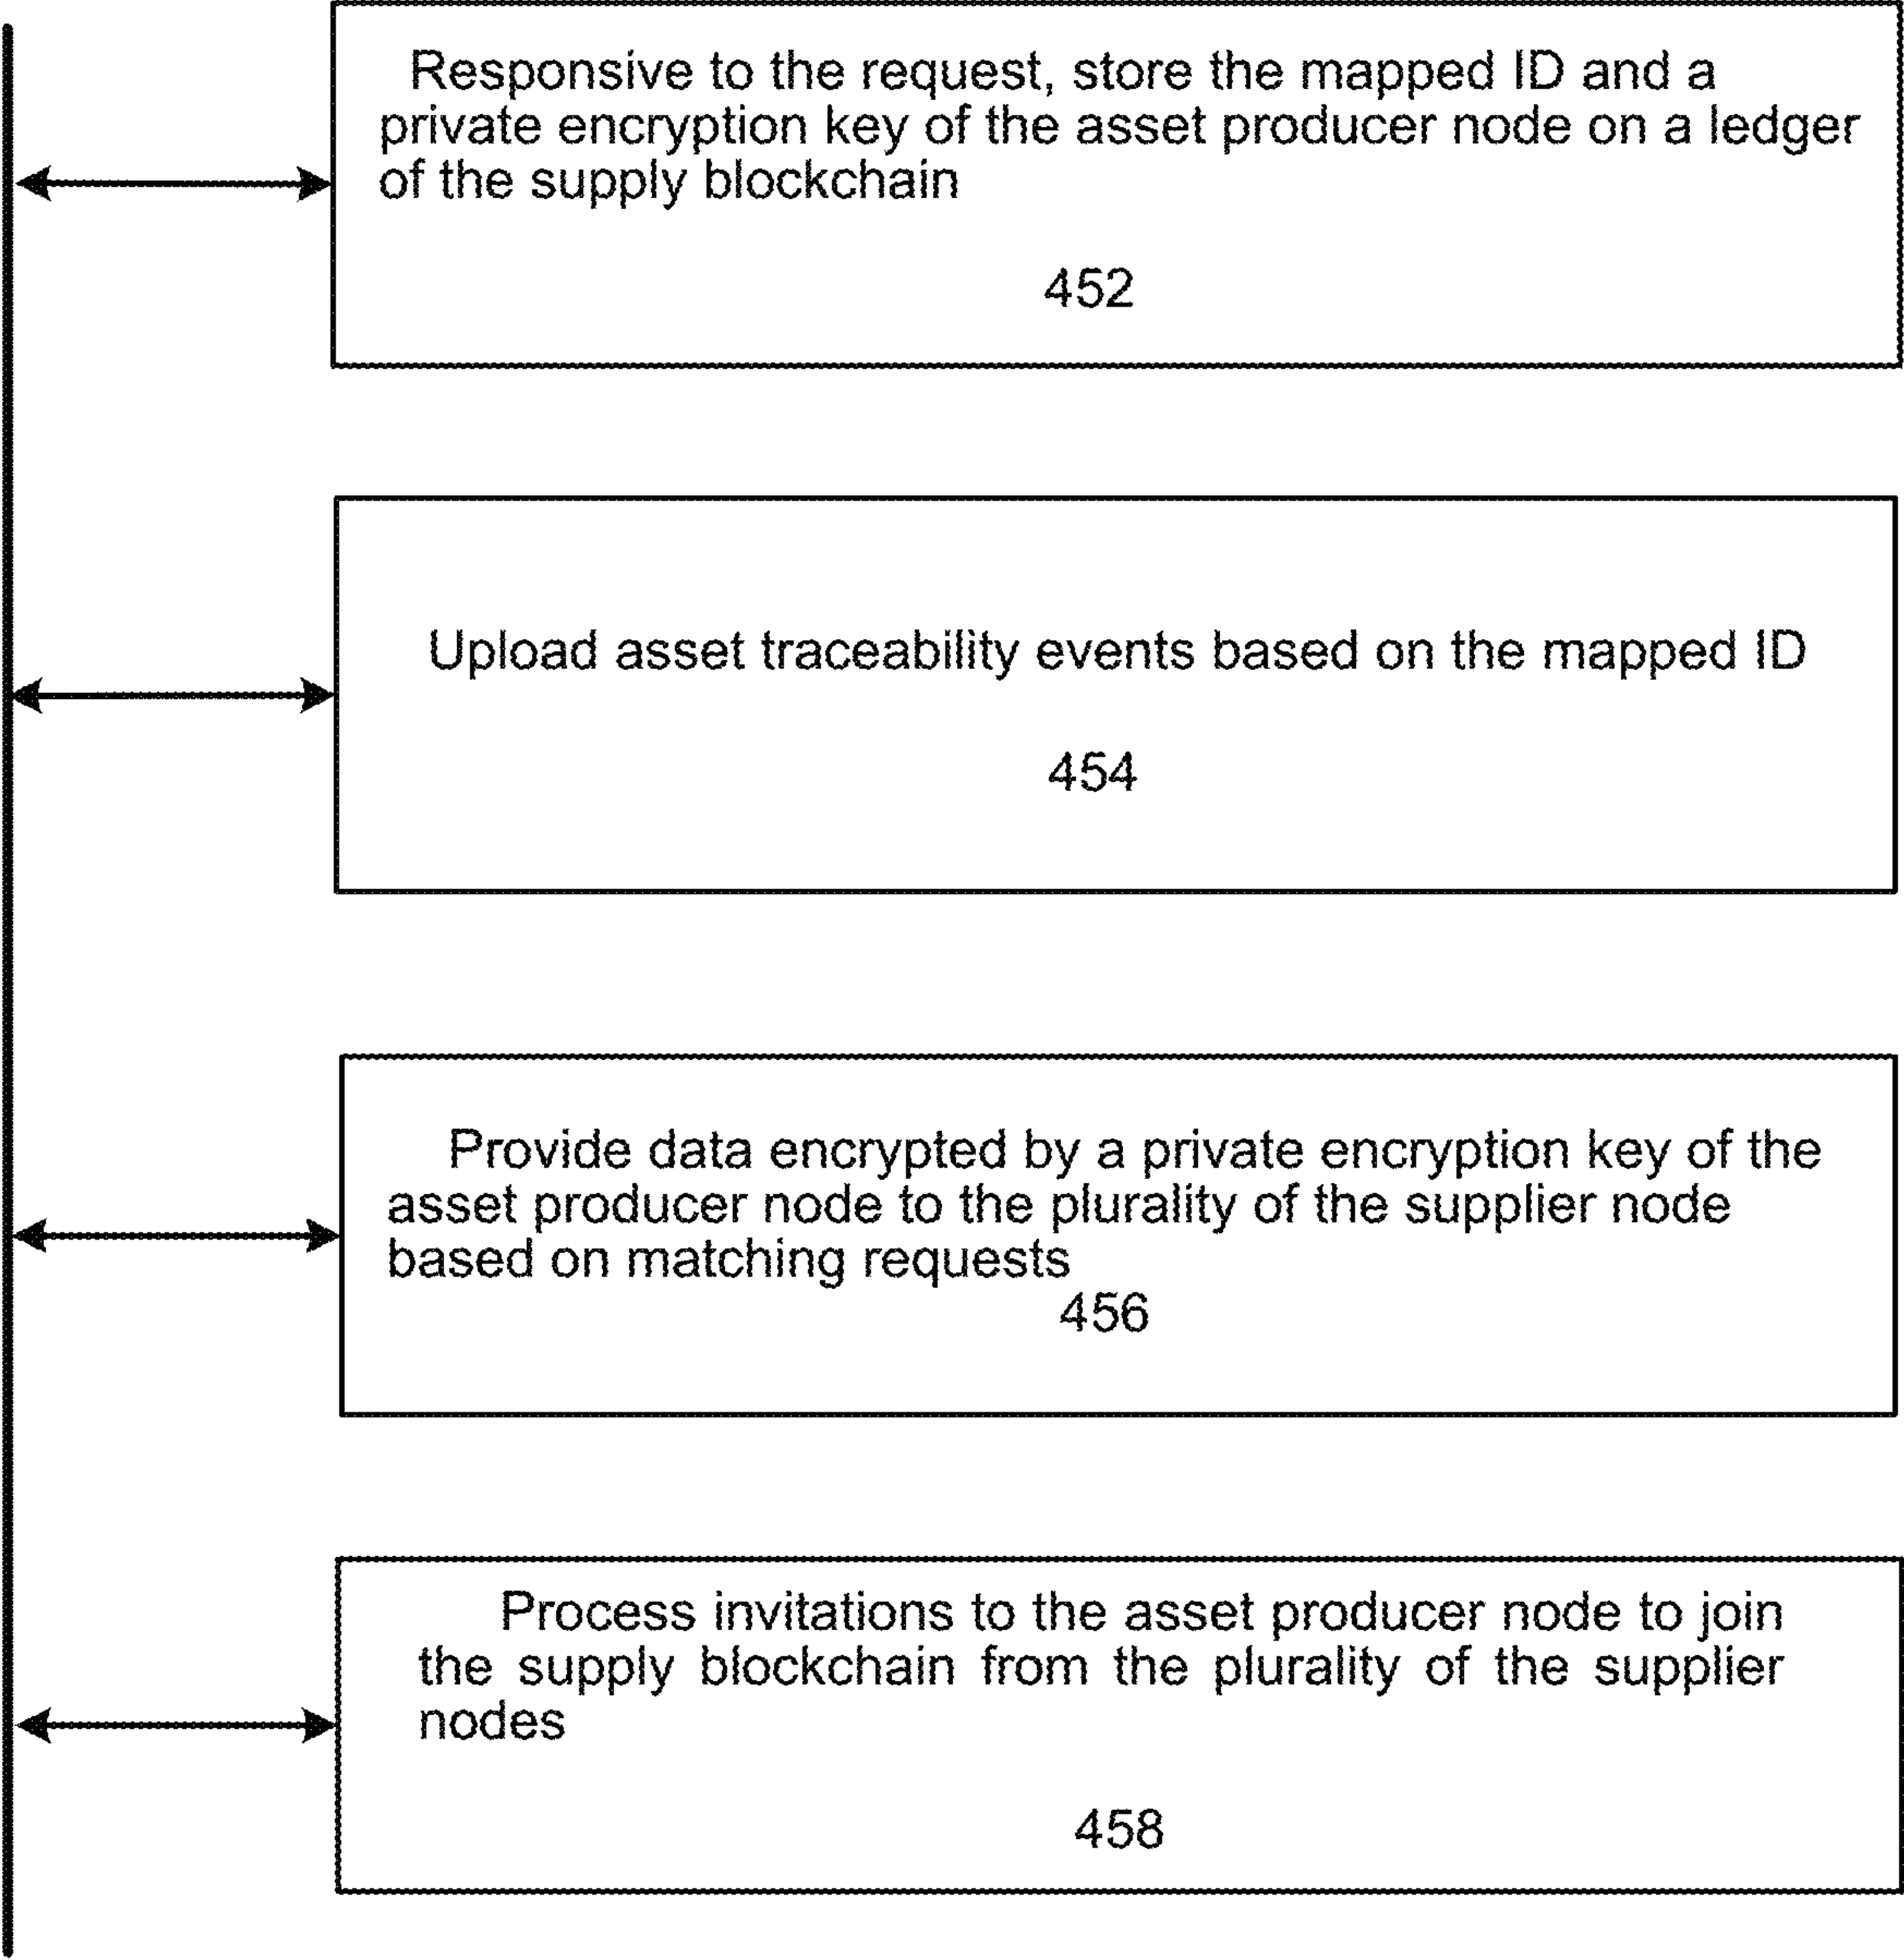 Responsive to the request, store the mapped ID and a
private encryption key of the asset producer node on a ledger
of the supply blockchain
452
Upload asset traceability events based on the mapped ID
454
Provide data encrypted by a private encryption key of the
asset producer node to the plurality of the supplier node
based on matching requests
456
Process invitations to the asset producer node to join
the supply blockchain from the plurality of the supplier
nodes
458